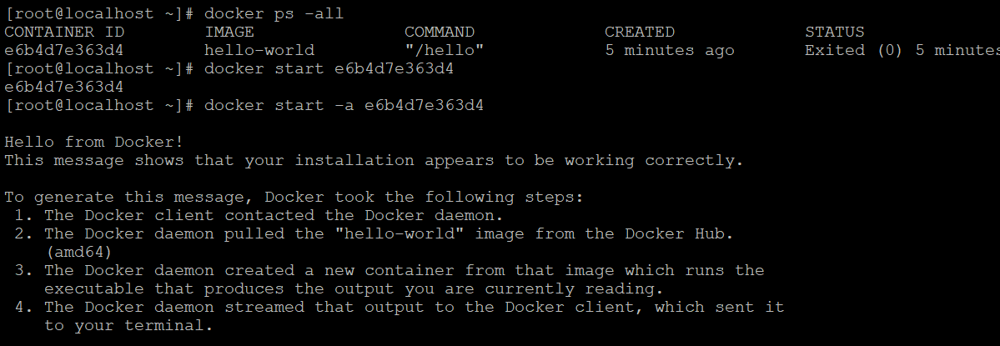 [root@localhost ~]# docker ps -all
CONTAINER ID        IMAGE               COMMAND             CREATED             STATUS
e6b4d7e363d4        hello-world         "/hello"            5 minutes ago       Exited (0) 5 minutes
[root@localhost ~]# docker start e6b4d7e363d4
e6b4d7e363d4
[root@localhost ~]# docker start -a e6b4d7e363d4

Hello from Docker!
This message shows that your installation appears to be working correctly.

To generate this message, Docker took the following steps:
 1. The Docker client contacted the Docker daemon.
 2. The Docker daemon pulled the "hello-world" image from the Docker Hub.
    (amd64)
 3. The Docker daemon created a new container from that image which runs the
    executable that produces the output you are currently reading.
 4. The Docker daemon streamed that output to the Docker client, which sent it
    to your terminal.